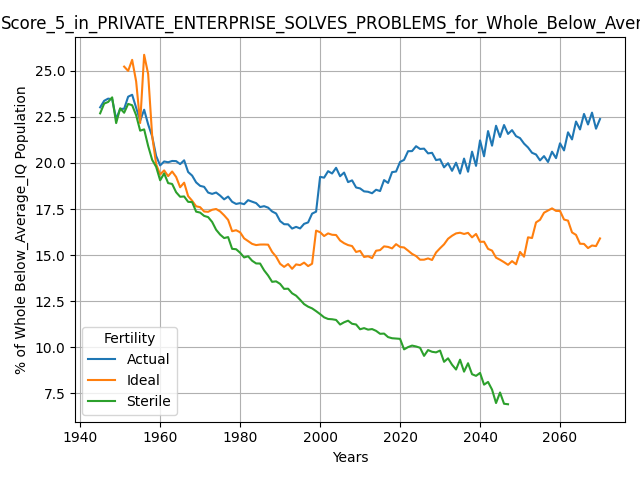 Score_5_in_PRIVATE_ENTERPRISE_SOLVES_PROBLEMS_for_Whole_Below_Aver
% of Whole Below_Average_IQ Population
25.0
22.5
20.0
17.5
15.0
12.5
10.0
7.5
Fertility
Actual
Ideal
Sterile
1940 1960 1980 2000 2020 2040 2060
Years